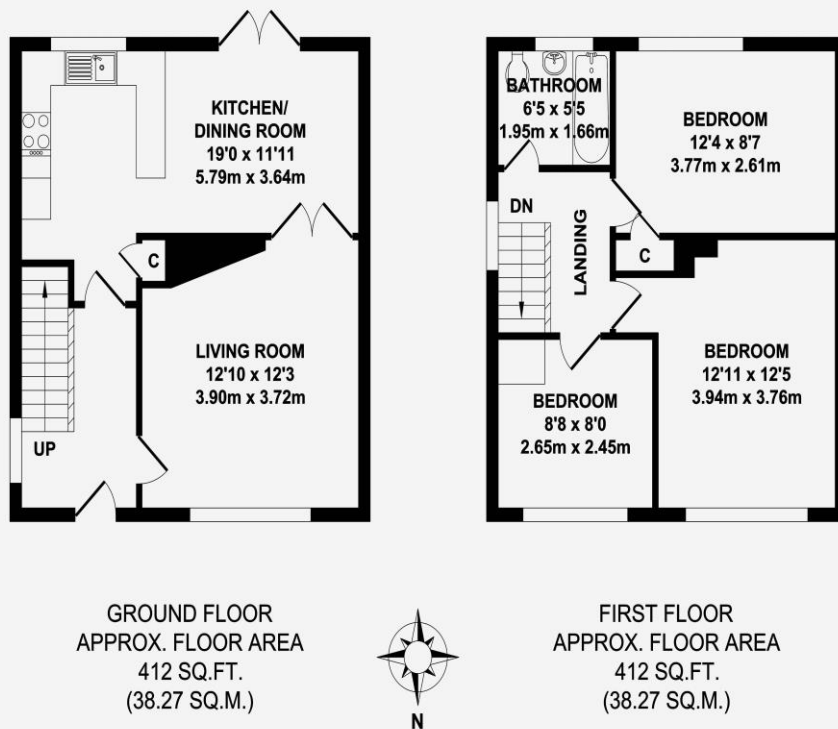 KITCHEN/
DINING ROOM
19'0 x 11'11
5.79m x 3.64m
C
LIVING ROOM
12'10 x 12'3
3.90m x 3.72m
UP
BATHROOM
6'5 x 5'5
1.95m x 1.66m
BEDROOM
12'4 x 8'7
3.77m x 2.61m
DN
LANDING
C
BEDROOM
12'11 x 12'5
3.94m x 3.76m
BEDROOM
8'8 x 8'0
2.65m x 2.45m
GROUND FLOOR
APPROX. FLOOR AREA
412 SQ.FT.
(38.27 SQ.M.)
N
FIRST FLOOR
APPROX. FLOOR AREA
412 SQ.FT.
(38.27 SQ.M.)